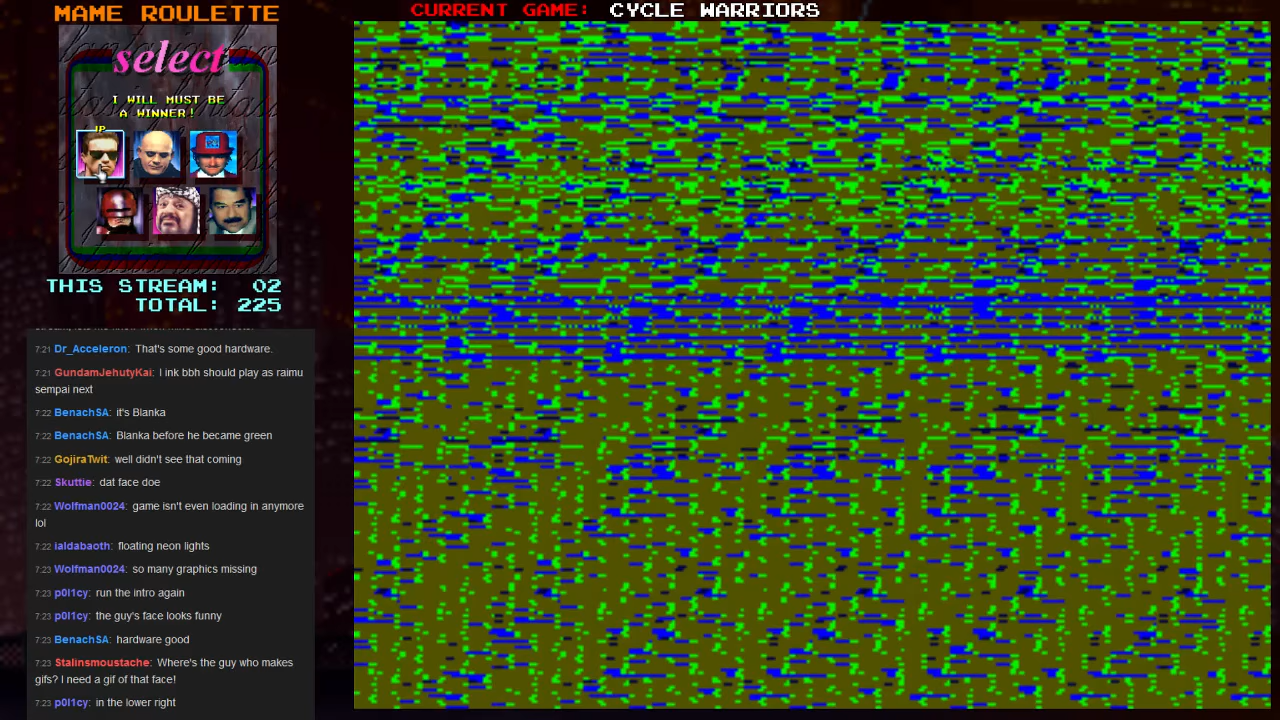 MAME ROULETTE
CURRENT GAME: CYCLE WARRIORS
select
I WILL MUST BE
A WINNER!
1P
THIS STREAM: 02
TOTAL: 225
7:21 Dr_Acceleron: That's some good hardware.
7:21 GundamJehutyKai: I ink bbh should play as raimu
sempai next
7:22 BenachSA: it's Blanka
7:22 BenachSA: Blanka before he became green
7:22 GojiraTwit: well didn't see that coming
7:22 Skuttie: dat face doe
7:22 Wolfman0024: game isn't even loading in anymore
lol
7:22 ialdabaoth: floating neon lights
7:23 Wolfman0024: so many graphics missing
7:23 p0l1cy: run the intro again
7:23 p0l1cy: the guy's face looks funny
7:23 BenachSA: hardware good
7:23 Stalinsmoustache: Where's the guy who makes
gifs? I need a gif of that face!
7:23 p0l1cy: in the lower right